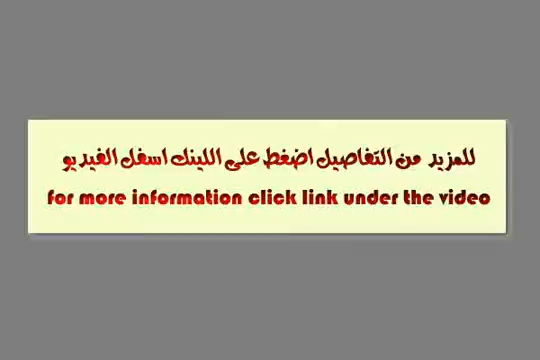 للمزيد من التفاصيل اضغط على اللينك اسفل الفيديو
for more information click link under the video